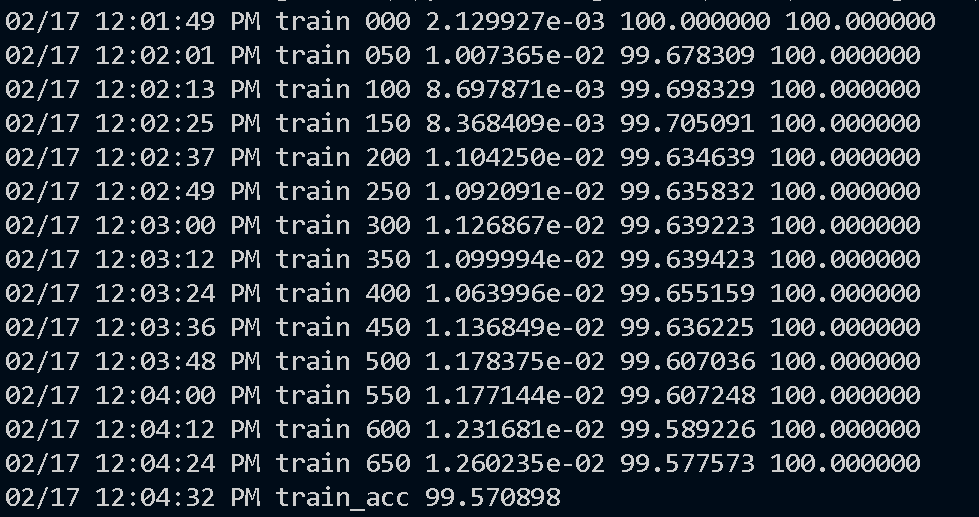 02/17 12:01:49 PM train 000 2.129927e-03 100.000000 100.000000
02/17 12:02:01 PM train 050 1.007365e-02 99.678309 100.000000
02/17 12:02:13 PM train 100 8.697871e-03 99.698329 100.000000
02/17 12:02:25 PM train 150 8.368409e-03 99.705091 100.000000
02/17 12:02:37 PM train 200 1.104250e-02 99.634639 100.000000
02/17 12:02:49 PM train 250 1.092091e-02 99.635832 100.000000
02/17 12:03:00 PM train 300 1.126867e-02 99.639223 100.000000
02/17 12:03:12 PM train 350 1.099994e-02 99.639423 100.000000
02/17 12:03:24 PM train 400 1.063996e-02 99.655159 100.000000
02/17 12:03:36 PM train 450 1.136849e-02 99.636225 100.000000
02/17 12:03:48 PM train 500 1.178375e-02 99.607036 100.000000
02/17 12:04:00 PM train 550 1.177144e-02 99.607248 100.000000
02/17 12:04:12 PM train 600 1.231681e-02 99.589226 100.000000
02/17 12:04:24 PM train 650 1.260235e-02 99.577573 100.000000
02/17 12:04:32 PM train_acc 99.570898